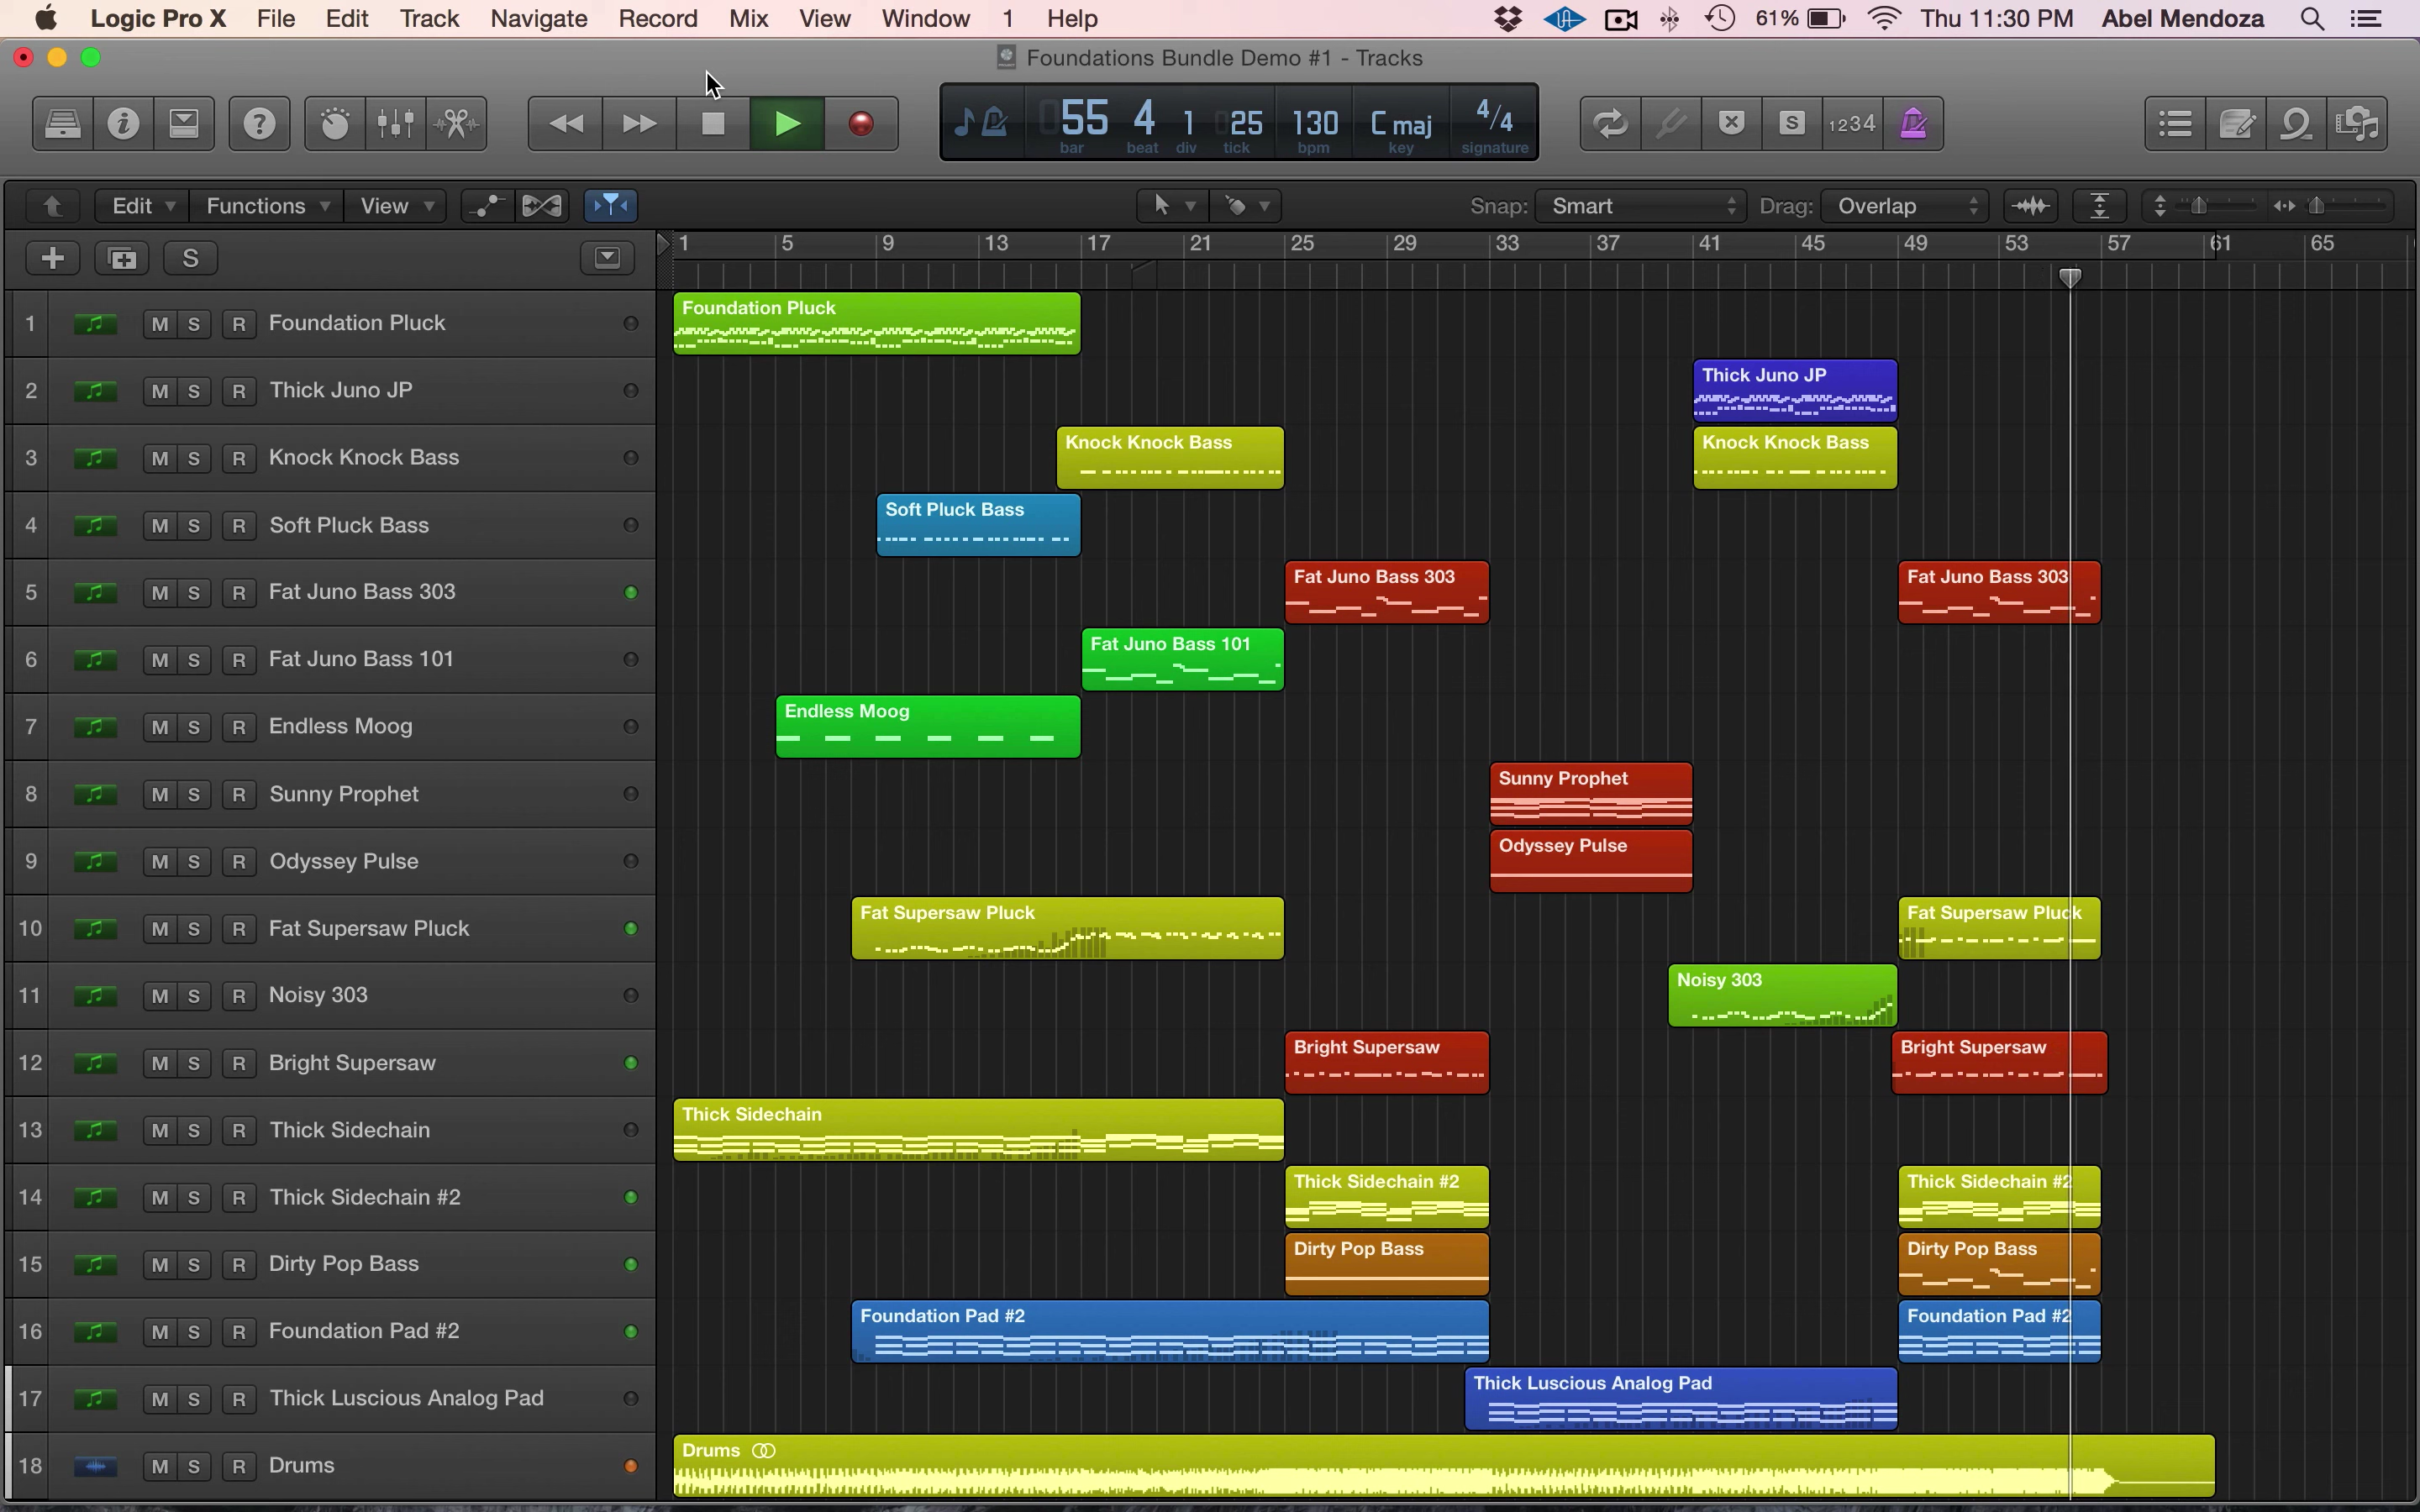 Logic Pro X File Edit Track Navigate Record Mix View Window 1 Help 61% Thu 11:30 PM Abel Mendoza
Foundations Bundle Demo #1 - Tracks
55 4 1 25 130 C maj 4/4
bar beat div tick bpm key signature
S 1234
Edit Functions View Snap: Smart Drag: Overlap
S 1 5 9 13 17 21 25 29 33 37 41 45 49 53 57 61 65
1 M S R Foundation Pluck Foundation Pluck
2 M S R Thick Juno JP Thick Juno JP
3 M S R Knock Knock Bass Knock Knock Bass Knock Knock Bass
4 M S R Soft Pluck Bass Soft Pluck Bass
5 M S R Fat Juno Bass 303 Fat Juno Bass 303 Fat Juno Bass 303
6 M S R Fat Juno Bass 101 Fat Juno Bass 101
7 M S R Endless Moog Endless Moog
8 M S R Sunny Prophet Sunny Prophet
9 M S R Odyssey Pulse Odyssey Pulse
10 M S R Fat Supersaw Pluck Fat Supersaw Pluck Fat Supersaw Pluck
11 M S R Noisy 303 Noisy 303
12 M S R Bright Supersaw Bright Supersaw Bright Supersaw
13 M S R Thick Sidechain Thick Sidechain
14 M S R Thick Sidechain #2 Thick Sidechain #2 Thick Sidechain #2
15 M S R Dirty Pop Bass Dirty Pop Bass Dirty Pop Bass
16 M S R Foundation Pad #2 Foundation Pad #2 Foundation Pad #2
17 M S R Thick Luscious Analog Pad Thick Luscious Analog Pad
18 M S R Drums Drums